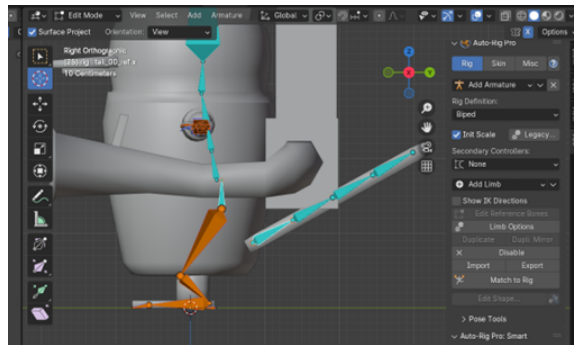 Edit Mode View Select Add Armature Global
Options
Surface Project Orientation: View
Right Orthographic
10 Centimeters
Z
Y
X
Auto-Rig Pro
Rig Skin Misc
Add Armature
Rig Definition:
Biped
Init Scale Legacy...
Secondary Controllers:
None
Add Limb
Show IK Directions
Edit Reference Bones
Limb Options
Duplicate Dupli. Mirror
Disable
Import Export
Match to Rig
Edit Shape...
Pose Tools
Auto-Rig Pro: Smart